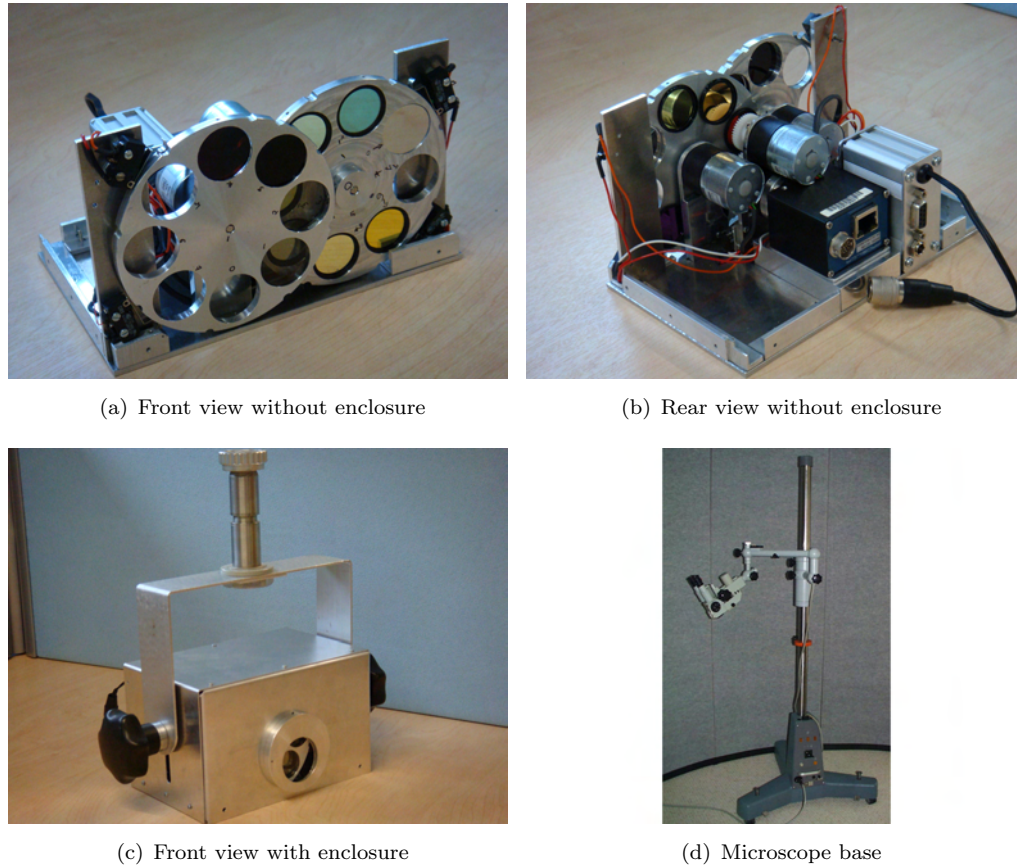 (a) Front view without enclosure
(b) Rear view without enclosure
(c) Front view with enclosure
(d) Microscope base